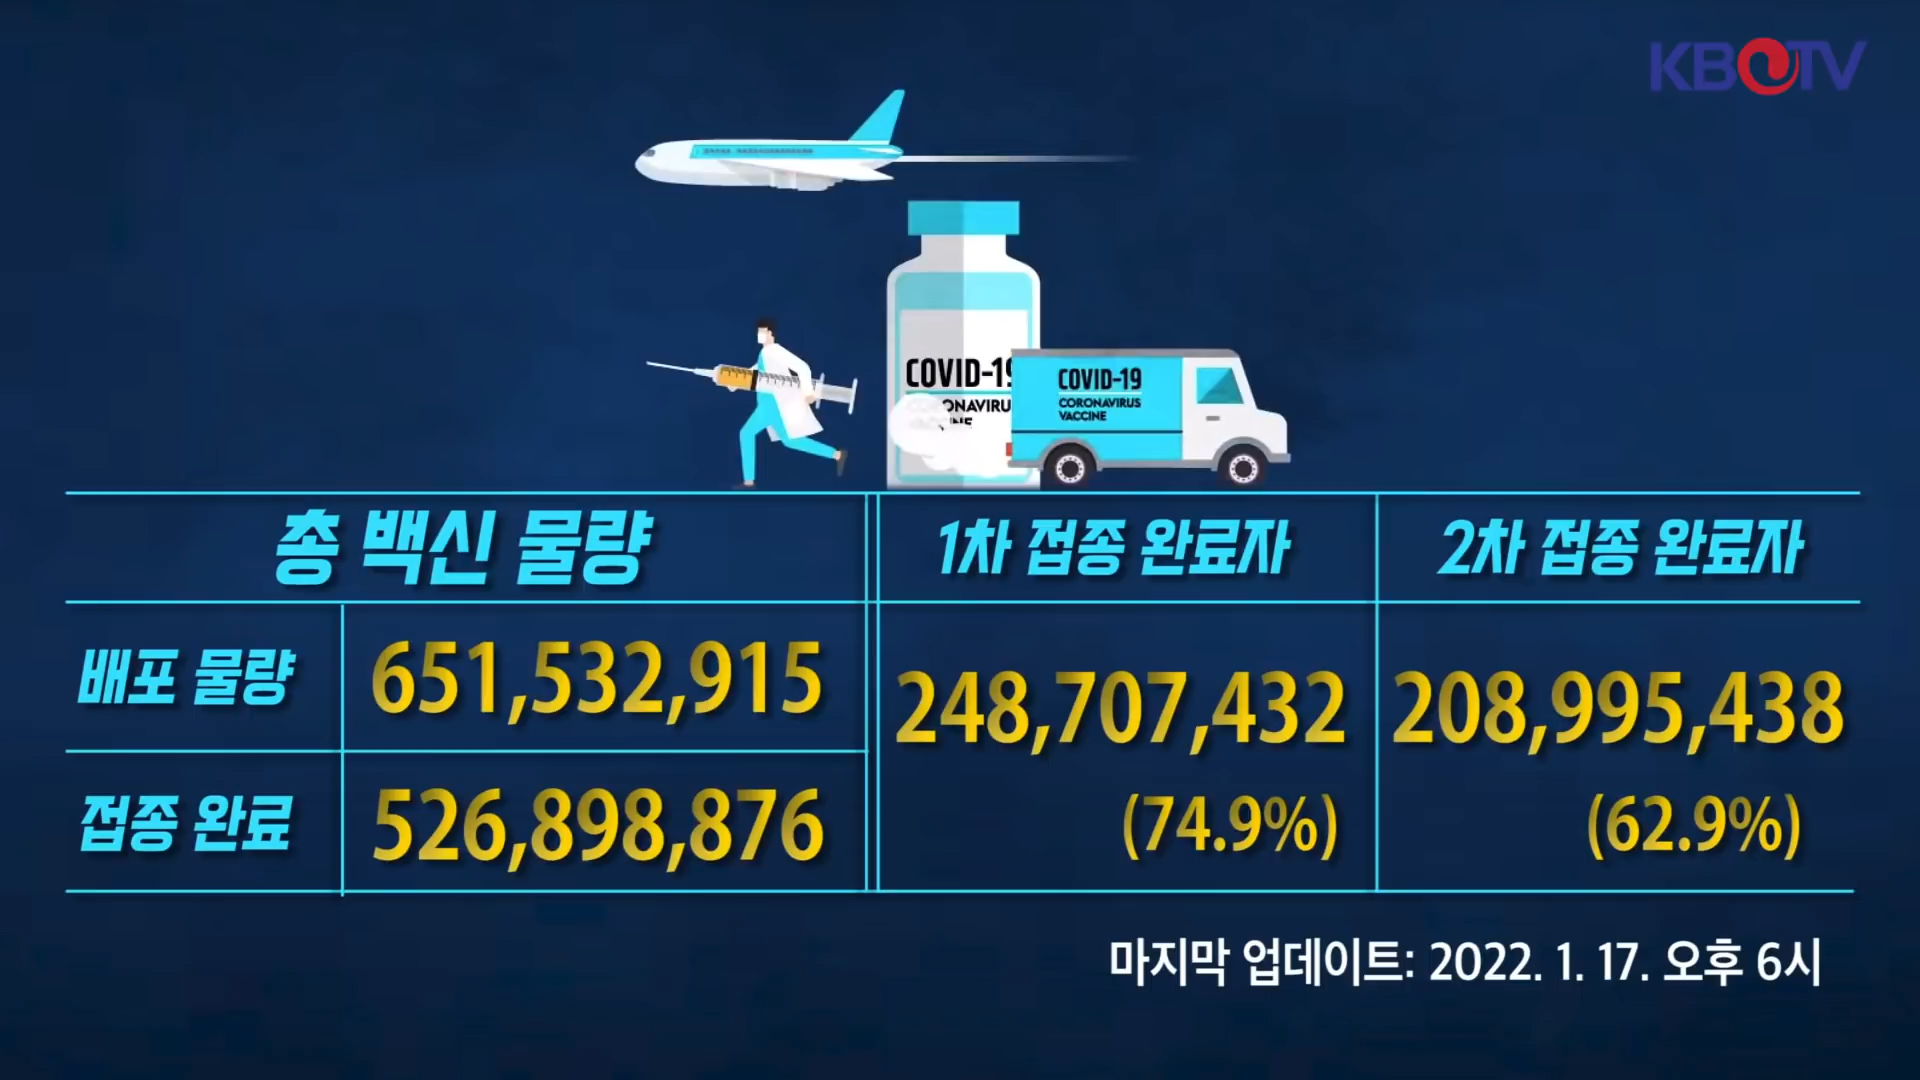 KBTV
COVID-19
COVID-19
CORONAVIRUS
VACCINE
총 백신 물량
1차 접종 완료자
2차 접종 완료자
배포 물량
651,532,915
248,707,432
208,995,438
접종 완료
526,898,876
(74.9%)
(62.9%)
마지막 업데이트: 2022. 1. 17. 오후 6시